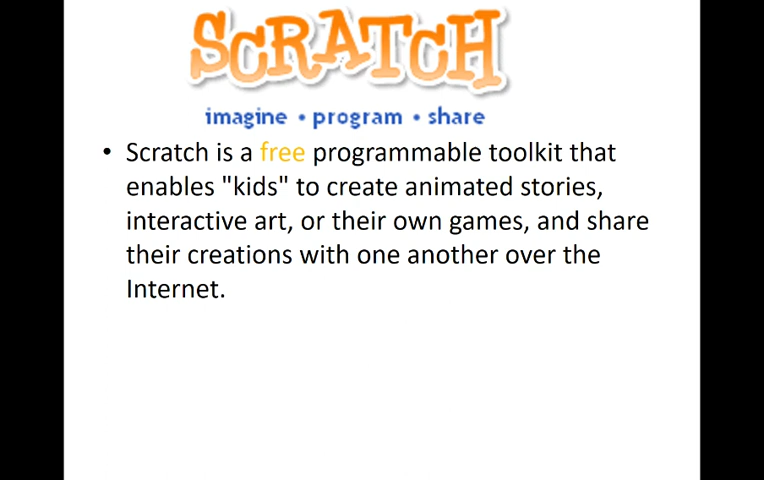 SCRATCH
imagine • program • share
• Scratch is a free programmable toolkit that
enables "kids" to create animated stories,
interactive art, or their own games, and share
their creations with one another over the
Internet.